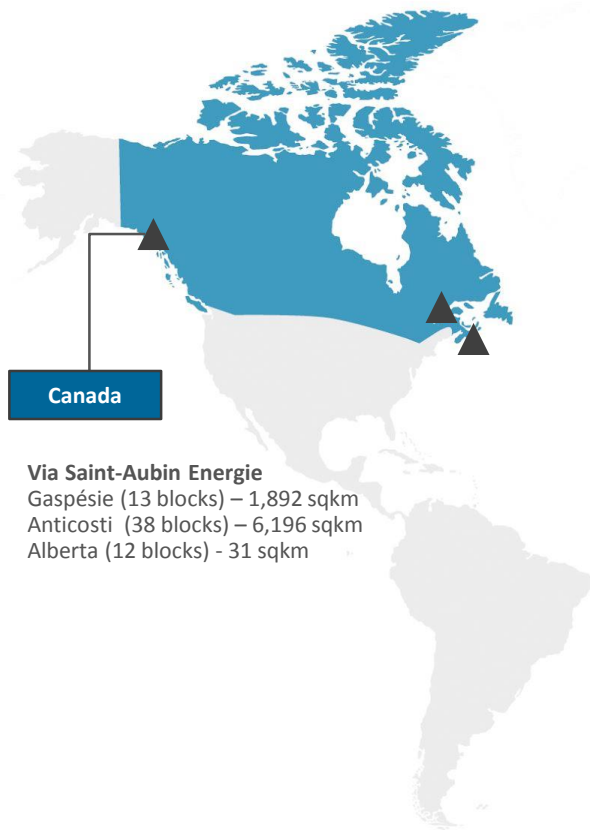 Canada
Via Saint-Aubin Energie
Gaspésie (13 blocks) – 1,892 sqkm
Anticosti  (38 blocks) – 6,196 sqkm
Alberta (12 blocks) - 31 sqkm